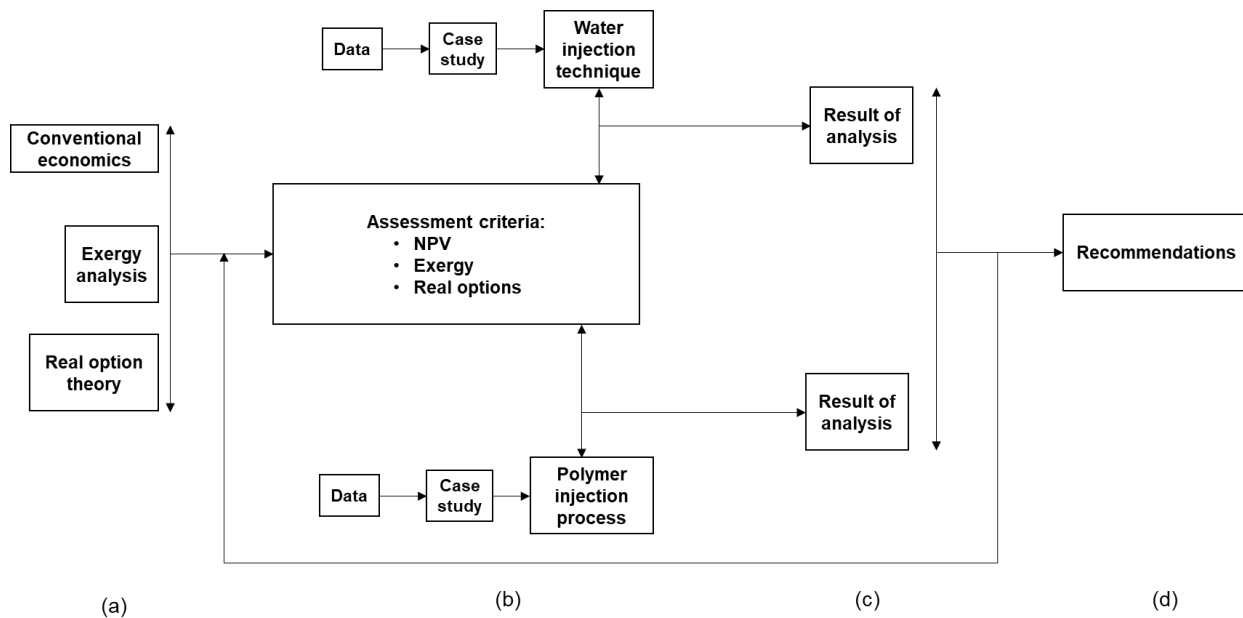 Data
Case
study
Water
injection
technique
Conventional
economics
Exergy
analysis
Real option
theory
Assessment criteria:
• NPV
• Exergy
• Real options
Result of
analysis
Recommendations
Result of
analysis
Data
Case
study
Polymer
injection
process
(a)
(b)
(c)
(d)